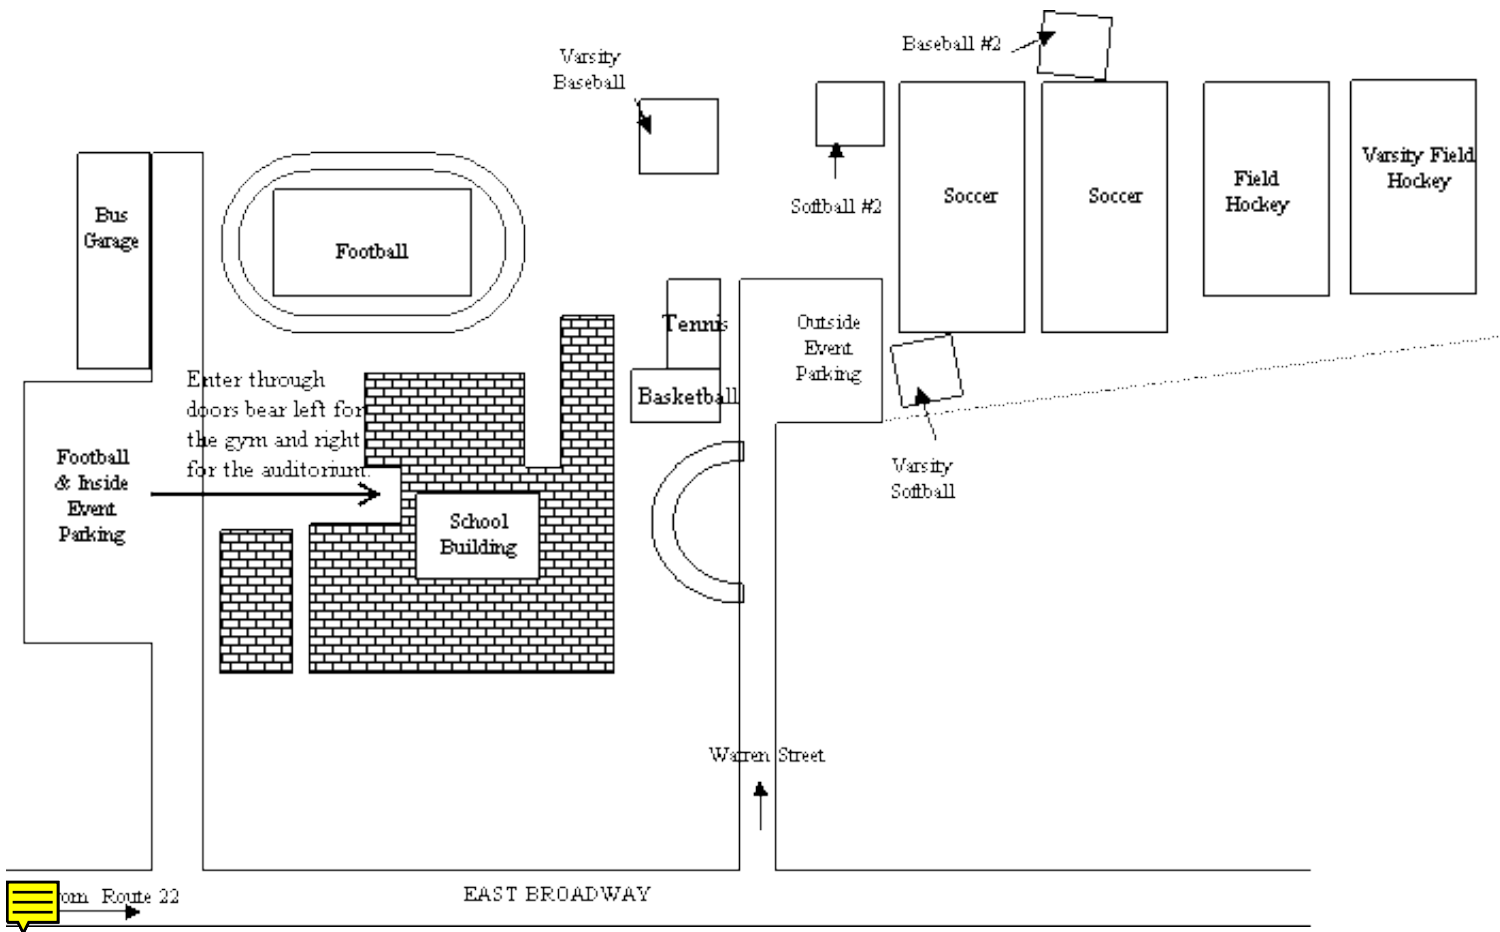 Baseball #2
Varsity
Baseball
Varsity Field
Hockey
Field
Hockey
Soccer
Soccer
Softball #2
Bus
Garage
Football
Tennis
Outside
Event
Parking
Basketball
Enter through
doors bear left for
the gym and right
for the auditorium.
Football
& Inside
Event
Parking
Varsity
Softball
School
Building
Warren Street
EAST BROADWAY
Route 22